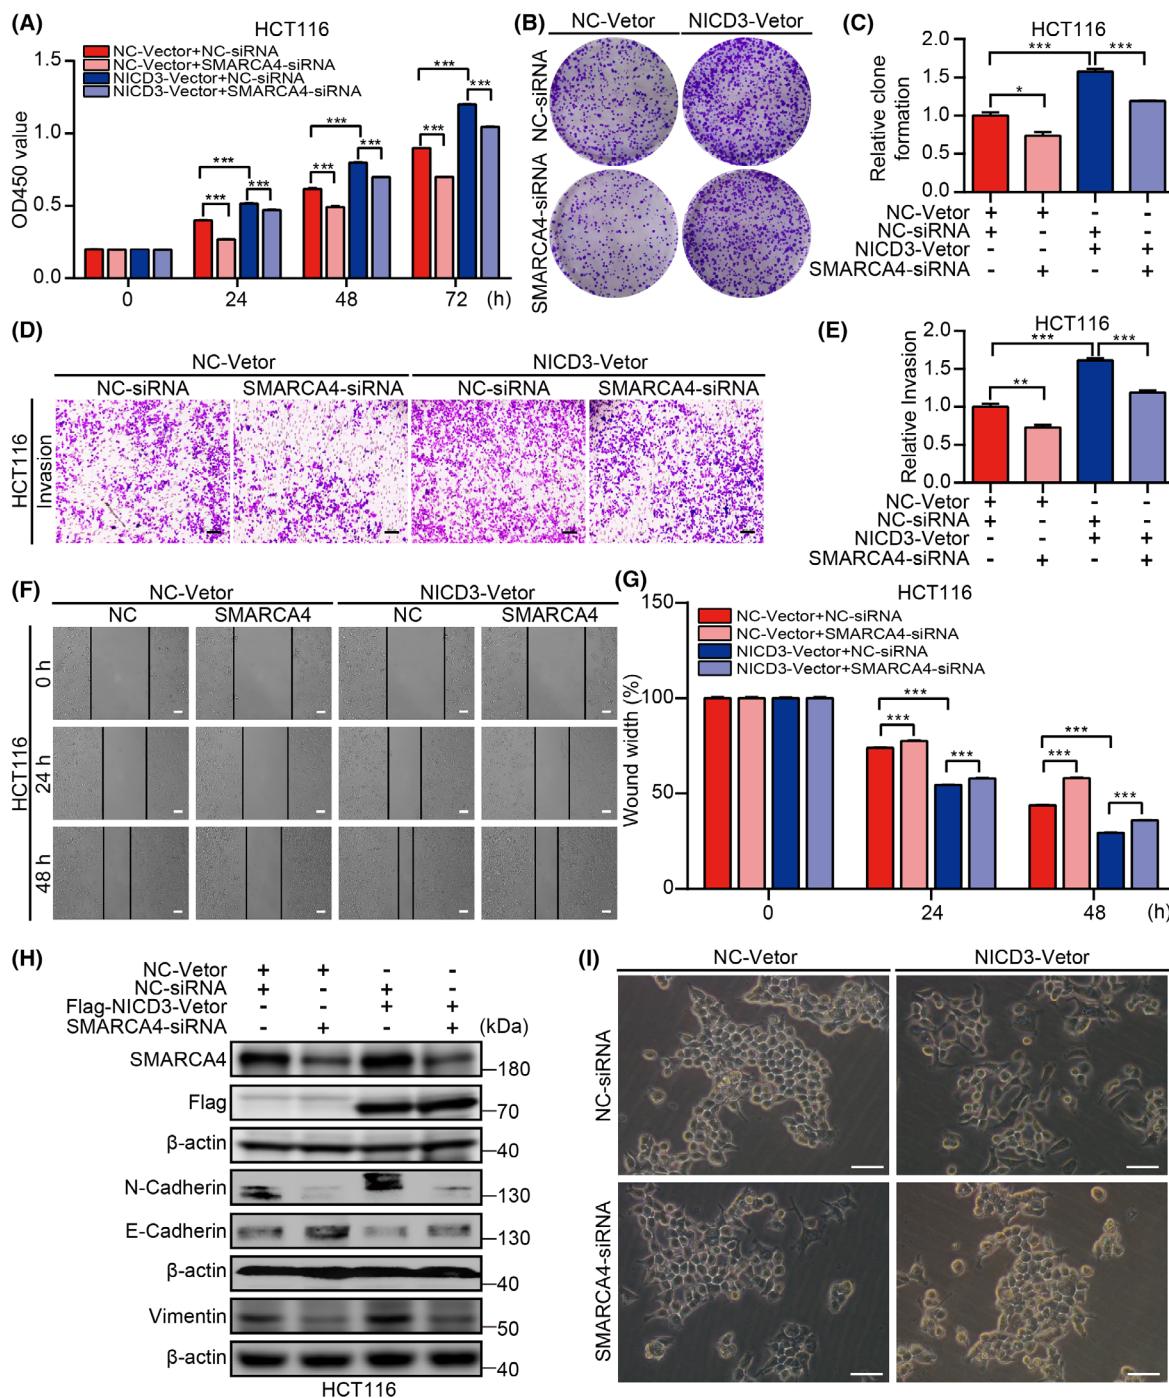 (A)
HCT116
NC-Vector+NC-siRNA
NC-Vector+SMARCA4-siRNA
NICD3-Vector+NC-siRNA
NICD3-Vector+SMARCA4-siRNA
OD450 value
1.5
1.0
0.5
0.0
*** *** ***
*** *** ***
*** *** ***
0 24 48 72 (h)
(B)
NC-Vetor NICD3-Vetor
NC-siRNA
SMARCA4-siRNA
(C)
HCT116
Relative clone
formation
2.0
1.5
1.0
0.5
0.0
*** ***
*
NC-Vetor + + - -
NC-siRNA + - + -
NICD3-Vetor - - + +
SMARCA4-siRNA - + - +
(D)
NC-Vetor NICD3-Vetor
NC-siRNA SMARCA4-siRNA NC-siRNA SMARCA4-siRNA
HCT116
Invasion
(E)
HCT116
Relative Invasion
2.0
1.5
1.0
0.5
0.0
*** ***
**
NC-Vetor + + - -
NC-siRNA + - + -
NICD3-Vetor - - + +
SMARCA4-siRNA - + - +
(F)
NC-Vetor NICD3-Vetor
NC SMARCA4 NC SMARCA4
HCT116
0 h
24 h
48 h
(G)
HCT116
NC-Vector+NC-siRNA
NC-Vector+SMARCA4-siRNA
NICD3-Vector+NC-siRNA
NICD3-Vector+SMARCA4-siRNA
Wound width (%)
150
100
50
0
*** *** ***
*** *** ***
0 24 48 (h)
(H)
NC-Vetor + + - -
NC-siRNA + - + -
Flag-NICD3-Vetor - - + +
SMARCA4-siRNA - + - + (kDa)
SMARCA4 180
Flag 70
β-actin 40
N-Cadherin 130
E-Cadherin 130
β-actin 40
Vimentin 50
β-actin 40
HCT116
(I)
NC-Vetor NICD3-Vetor
NC-siRNA
SMARCA4-siRNA